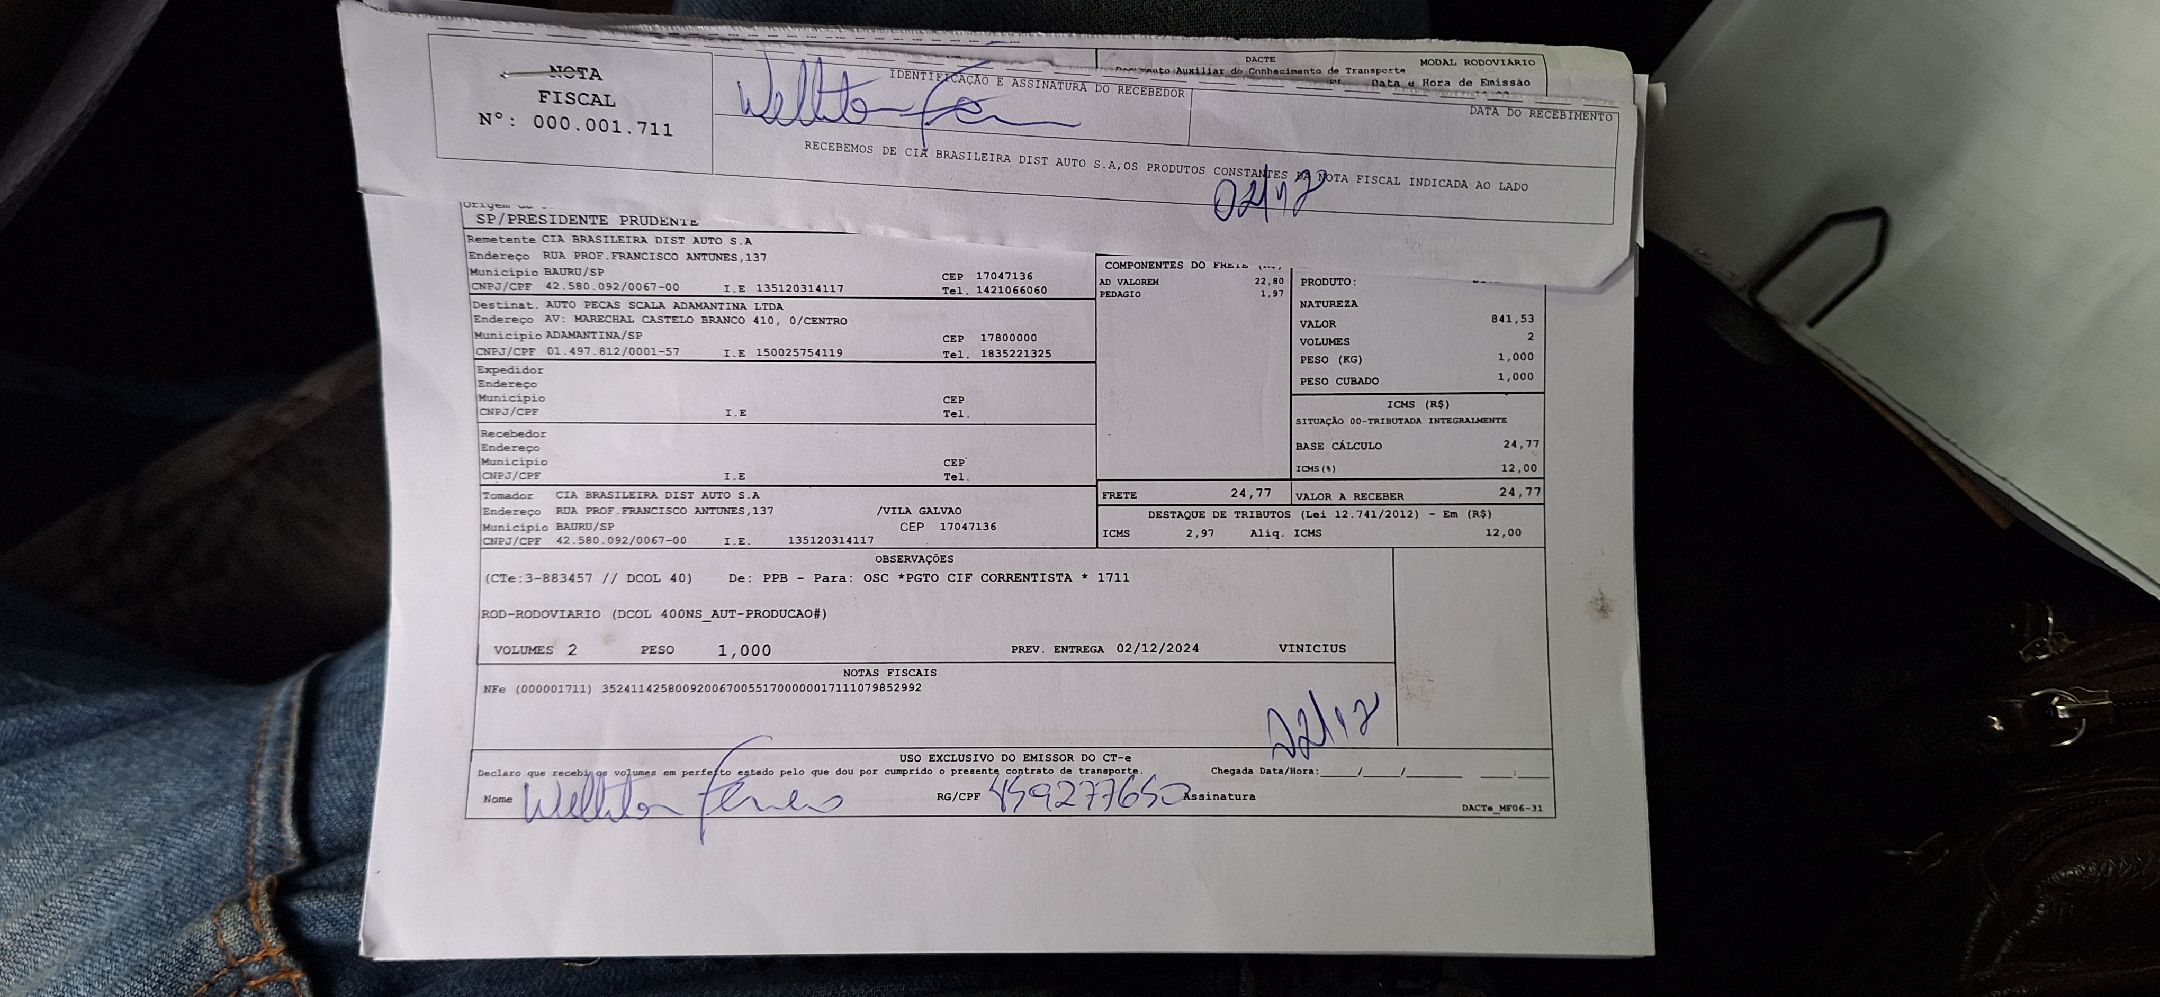 DACTE
MODAL RODOVIÁRIO
Documento Auxiliar do Conhecimento de Transporte
Data e Hora de Emissão
NOTA
FISCAL
N°: 000.001.711
IDENTIFICAÇÃO E ASSINATURA DO RECEBEDOR
DATA DO RECEBIMENTO
RECEBEMOS DE CIA BRASILEIRA DIST AUTO S.A,OS PRODUTOS CONSTANTES DA NOTA FISCAL INDICADA AO LADO
Welliton
02/12
SP/PRESIDENTE PRUDENTE
Remetente CIA BRASILEIRA DIST AUTO S.A
Endereço RUA PROF.FRANCISCO ANTUNES,137
Município BAURU/SP CEP 17047136
CNPJ/CPF 42.580.092/0067-00 I.E 135120314117 Tel. 1421066060
Destinat. AUTO PECAS SCALA ADAMANTINA LTDA
Endereço AV: MARECHAL CASTELO BRANCO 410, 0/CENTRO
Município ADAMANTINA/SP CEP 17800000
CNPJ/CPF 01.497.812/0001-57 I.E 150025754119 Tel. 1835221325
Expedidor
Endereço
Município CEP
CNPJ/CPF I.E Tel.
Recebedor
Endereço
Município CEP
CNPJ/CPF I.E Tel.
Tomador CIA BRASILEIRA DIST AUTO S.A
Endereço RUA PROF.FRANCISCO ANTUNES,137 /VILA GALVAO
Município BAURU/SP CEP 17047136
CNPJ/CPF 42.580.092/0067-00 I.E. 135120314117
COMPONENTES DO FRETE
AD VALOREM 22,80
PEDAGIO 1,97
PRODUTO:
NATUREZA
VALOR 841,53
VOLUMES 2
PESO (KG) 1,000
PESO CUBADO 1,000
ICMS (R$)
SITUAÇÃO 00-TRIBUTADA INTEGRALMENTE
BASE CÁLCULO 24,77
ICMS(%) 12,00
FRETE 24,77 VALOR A RECEBER 24,77
DESTAQUE DE TRIBUTOS (Lei 12.741/2012) - Em (R$)
ICMS 2,97 Aliq. ICMS 12,00
OBSERVAÇÕES
(CTe:3-883457 // DCOL 40) De: PPB - Para: OSC *PGTO CIF CORRENTISTA * 1711
ROD-RODOVIARIO (DCOL 400NS_AUT-PRODUCAO#)
VOLUMES 2 PESO 1,000 PREV. ENTREGA 02/12/2024 VINICIUS
NOTAS FISCAIS
NFe (000001711) 35241142580092006700551700000017111079852992
02/12
USO EXCLUSIVO DO EMISSOR DO CT-e
Declaro que recebi os volumes em perfeito estado pelo que dou por cumprido o presente contrato de transporte. Chegada Data/Hora:____/____/______ ____:____
Nome Welliton RG/CPF 459277650 Assinatura
DACTe_MF06-31